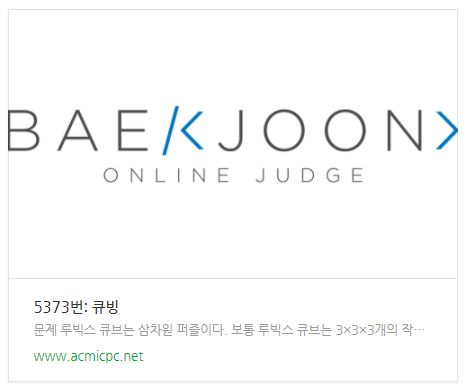 BAEKJOON
ONLINE JUDGE
5373번: 큐빙
문제 루빅스 큐브는 삼차원 퍼즐이다. 보통 루빅스 큐브는 3×3×3개의 작…
www.acmicpc.net